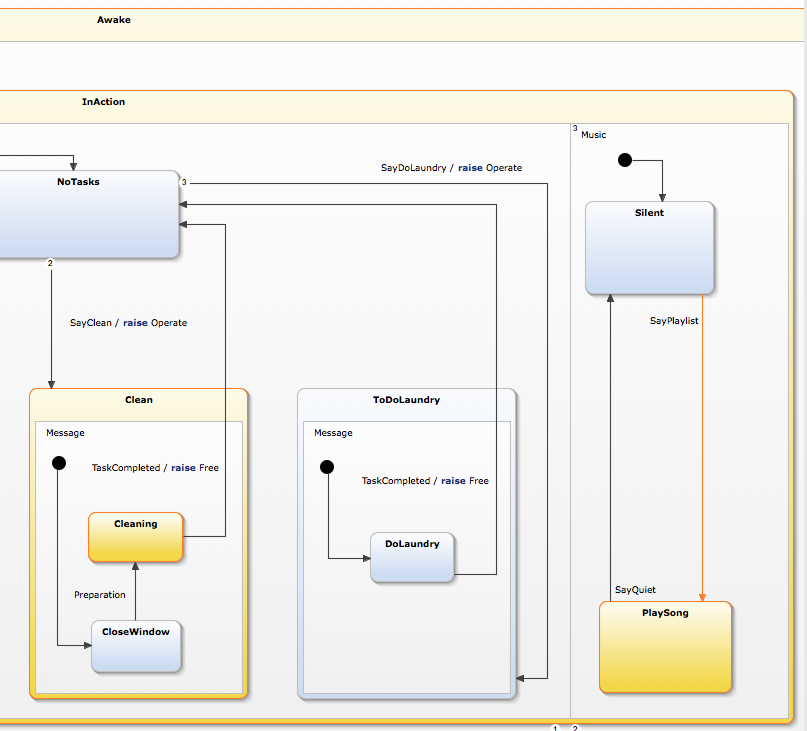 Awake
InAction
3
Music
SayDoLaundry / raise Operate
NoTasks
3
Silent
2
SayClean / raise Operate
SayPlaylist
Clean
ToDoLaundry
Message
Message
TaskCompleted / raise Free
TaskCompleted / raise Free
Cleaning
DoLaundry
Preparation
SayQuiet
CloseWindow
PlaySong
1
2